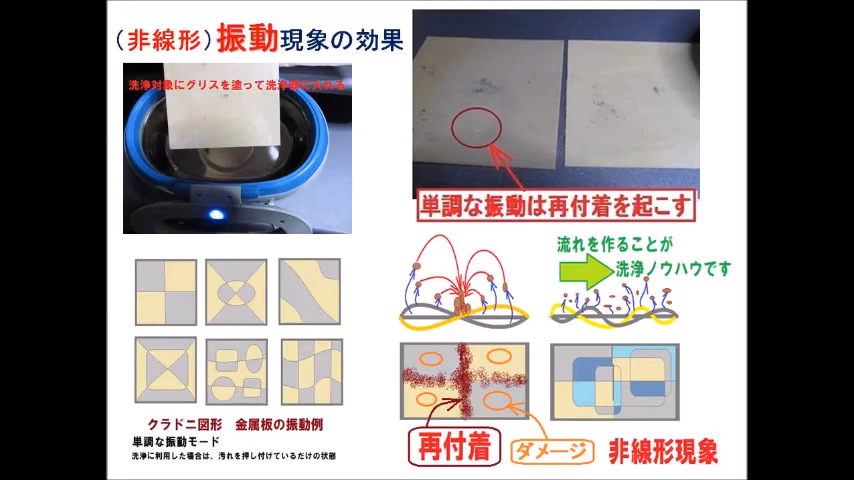 （非線形）振動現象の効果
洗浄対象にグリスを塗って洗浄器に入れる
単調な振動は再付着を起こす
流れを作ることが
洗浄ノウハウです
クラドニ図形　金属板の振動例
単調な振動モード
洗浄に利用した場合は、汚れを押し付けているだけの状態
再付着
ダメージ
非線形現象